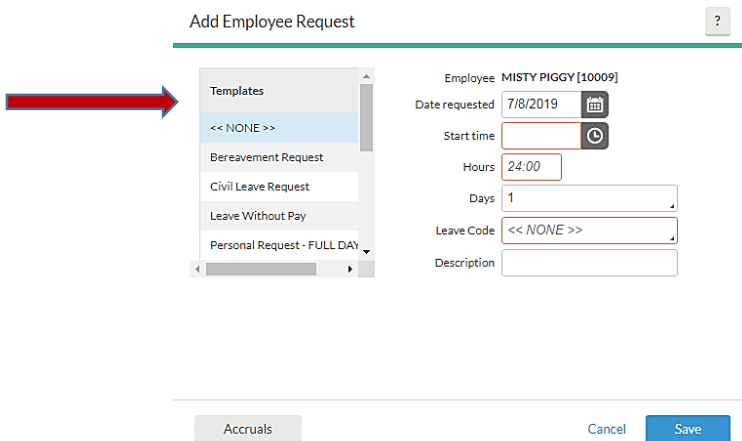 Add Employee Request
?
Templates
<< NONE >>
Bereavement Request
Civil Leave Request
Leave Without Pay
Personal Request - FULL DAY
Employee MISTY PIGGY [10009]
Date requested 7/8/2019
Start time
Hours 24:00
Days 1
Leave Code << NONE >>
Description
Accruals
Cancel
Save